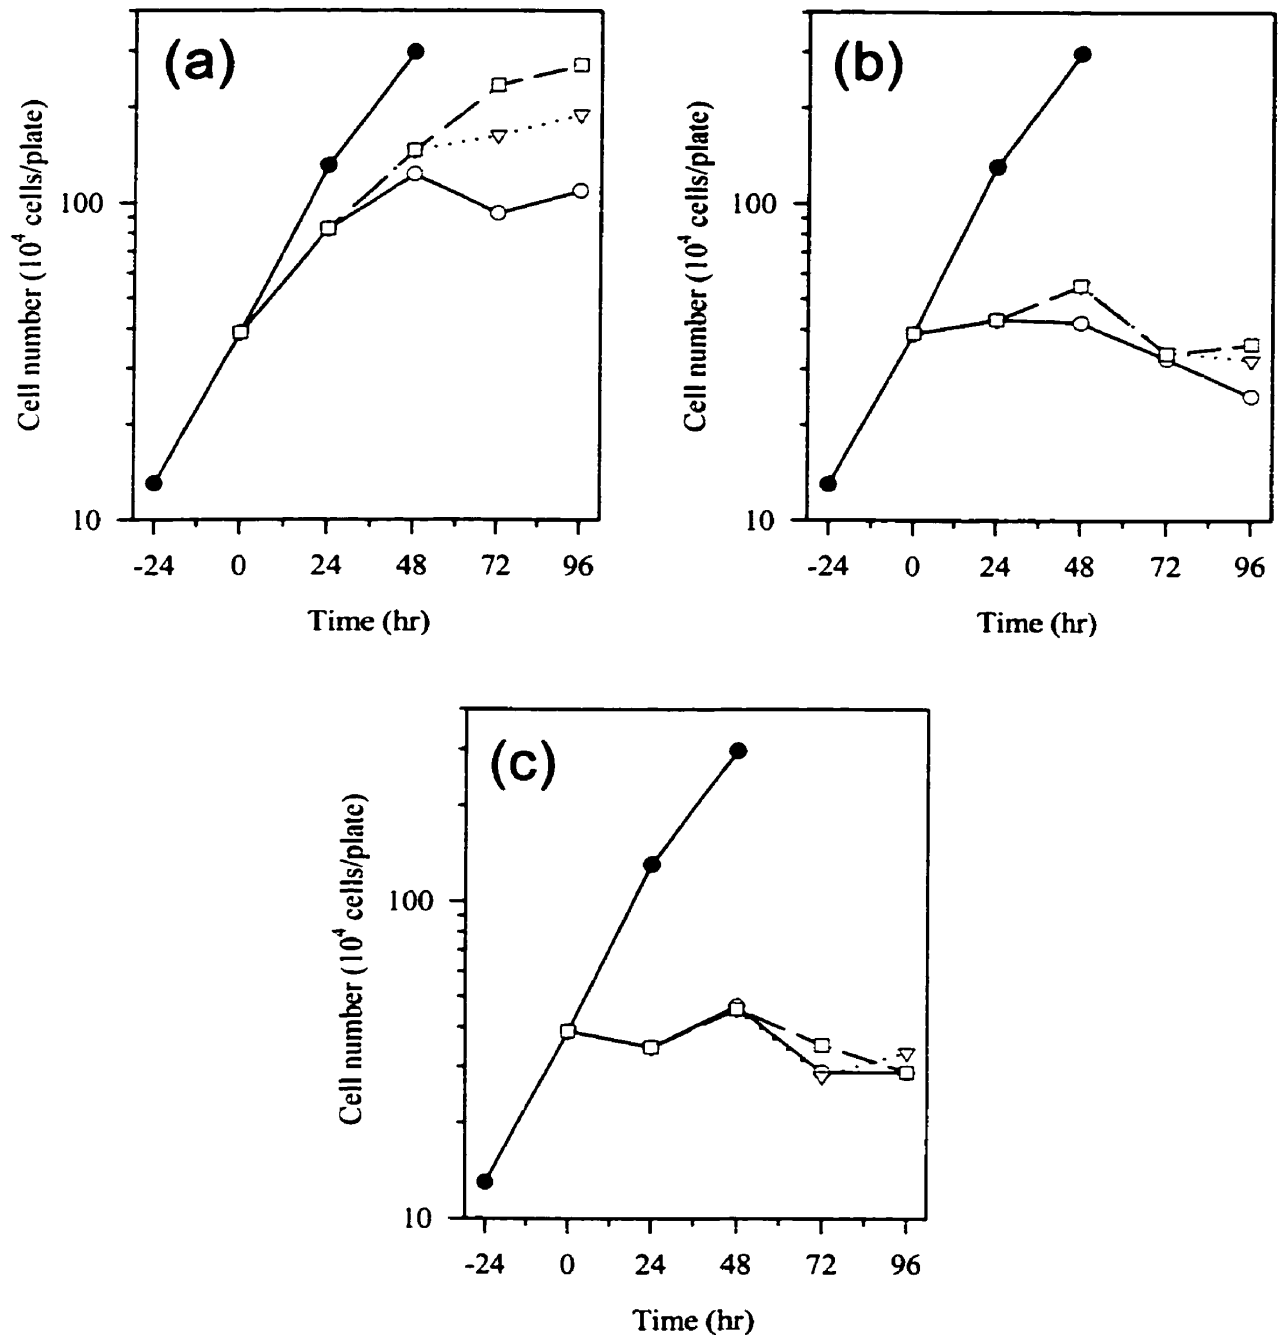 (a)
Cell number (10⁴ cells/plate)
100
10
-24 0 24 48 72 96
Time (hr)
(b)
Cell number (10⁴ cells/plate)
100
10
-24 0 24 48 72 96
Time (hr)
(c)
Cell number (10⁴ cells/plate)
100
10
-24 0 24 48 72 96
Time (hr)